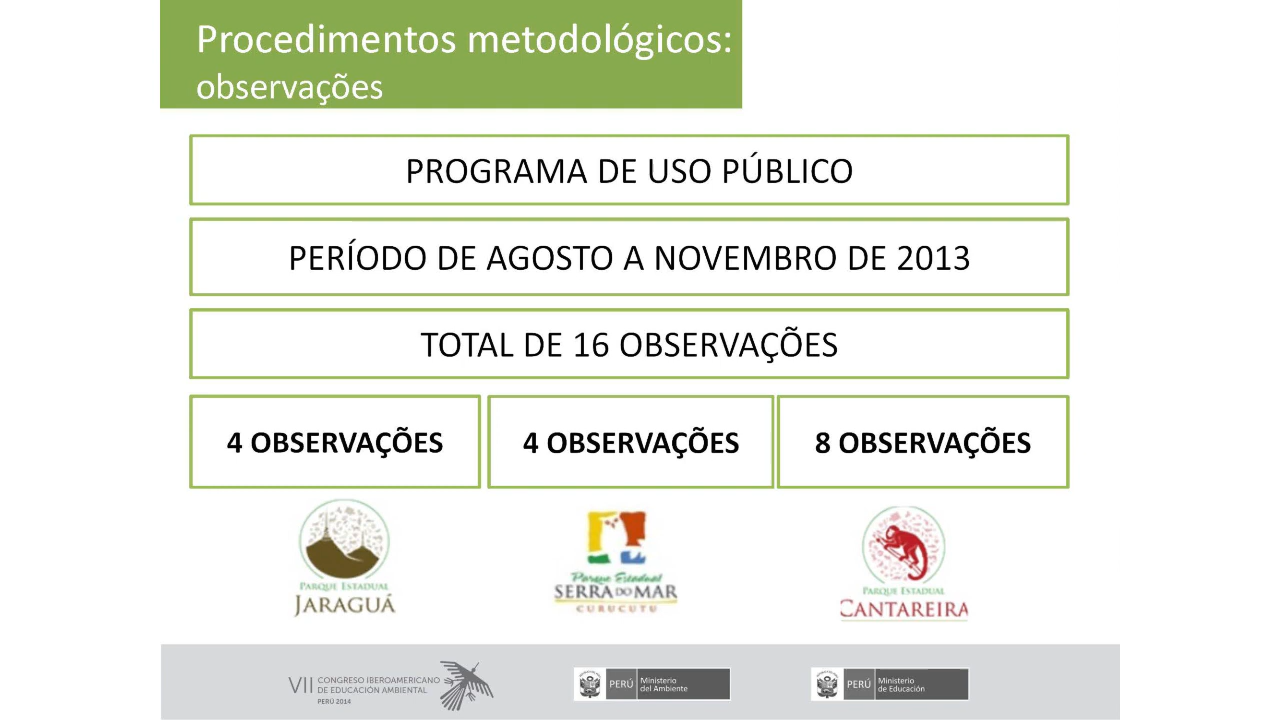 Procedimentos metodológicos:
observações
PROGRAMA DE USO PÚBLICO
PERÍODO DE AGOSTO A NOVEMBRO DE 2013
TOTAL DE 16 OBSERVAÇÕES
4 OBSERVAÇÕES
4 OBSERVAÇÕES
8 OBSERVAÇÕES
PARQUE ESTADUAL
JARAGUÁ
Parque Estadual
SERRA DO MAR
CURUCUTU
PARQUE ESTADUAL
CANTAREIRA
VII CONGRESO IBEROAMERICANO
DE EDUCACIÓN AMBIENTAL
PERÚ 2014
PERÚ
Ministerio
del Ambiente
PERÚ
Ministerio
de Educación